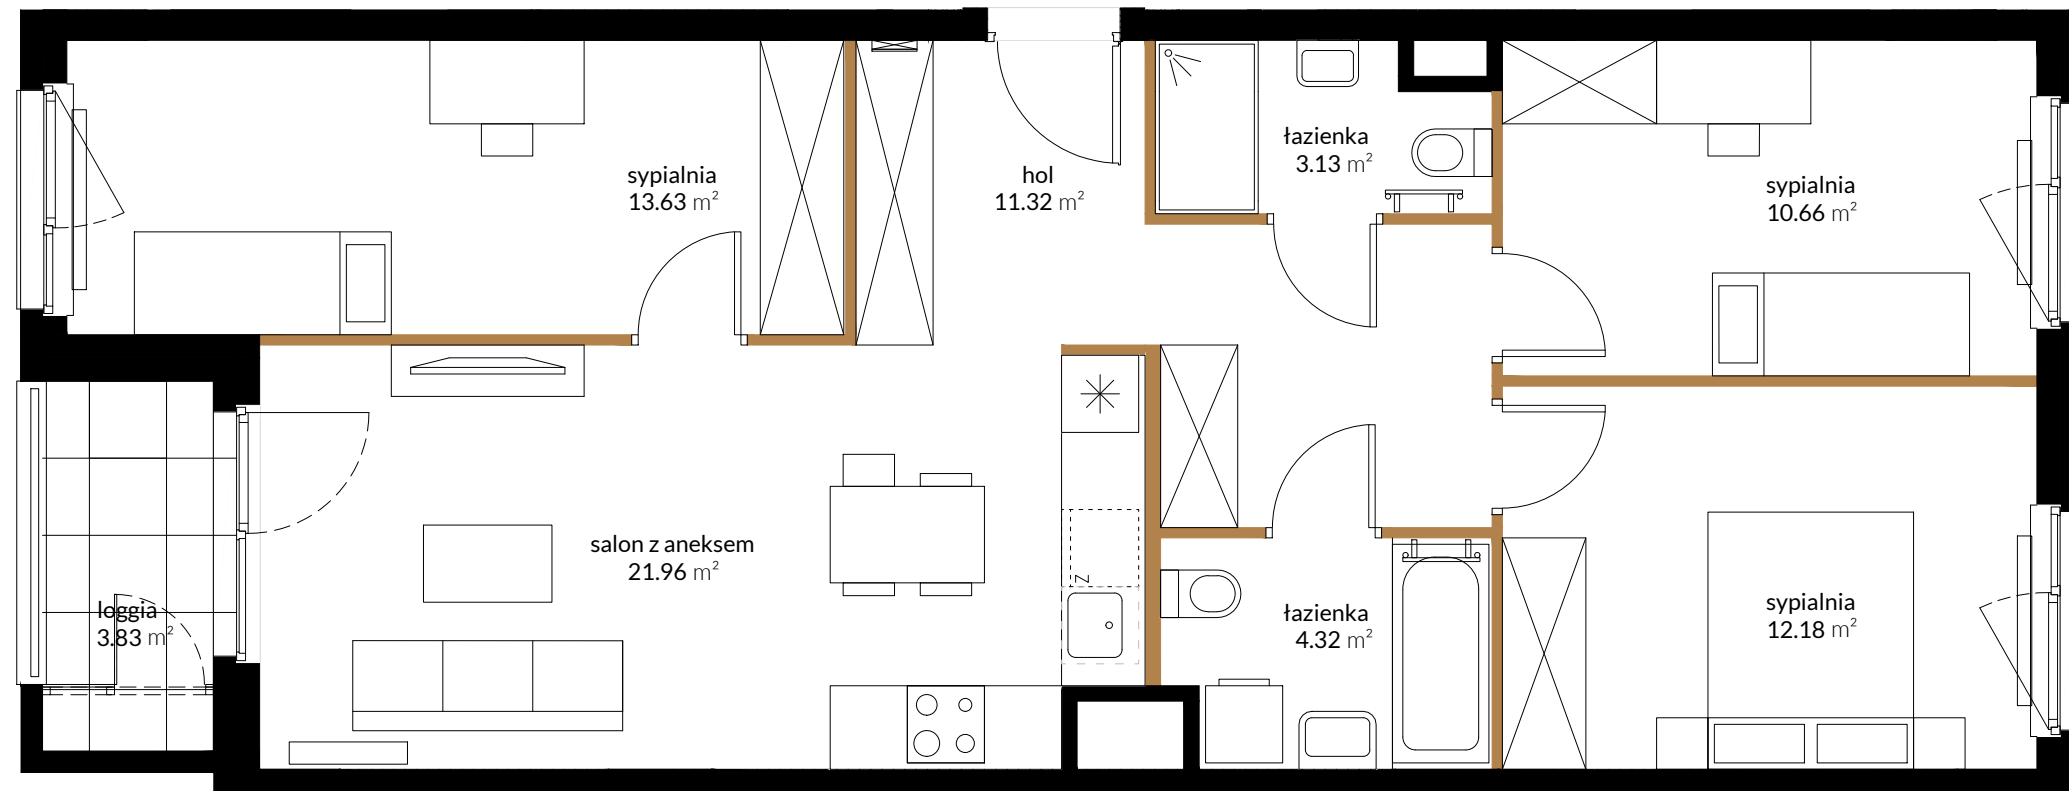 sypialnia
13.63 m²
hol
11.32 m²
łazienka
3.13 m²
sypialnia
10.66 m²
salon z aneksem
21.96 m²
Z
loggia
3.83 m²
łazienka
4.32 m²
sypialnia
12.18 m²